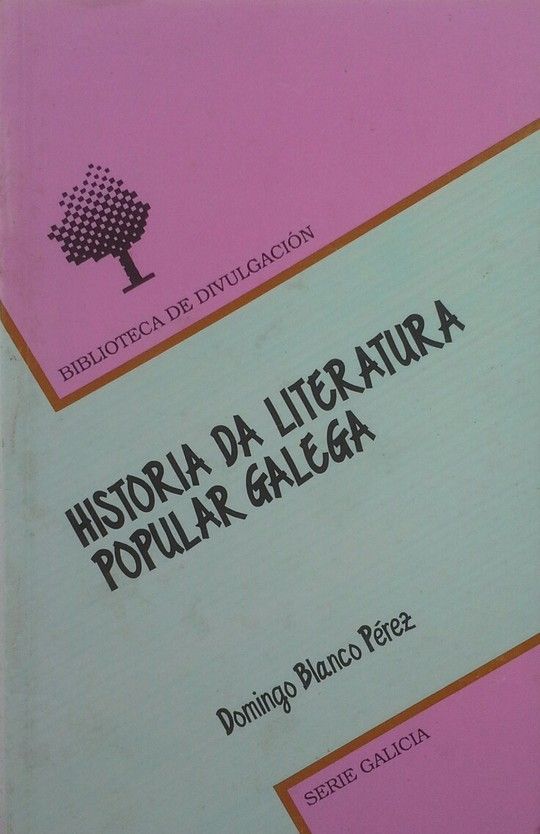 BIBLIOTECA DE DIVULGACIÓN
HISTORIA DA LITERATURA
POPULAR GALEGA
Domingo Blanco Pérez
SERIE GALICIA